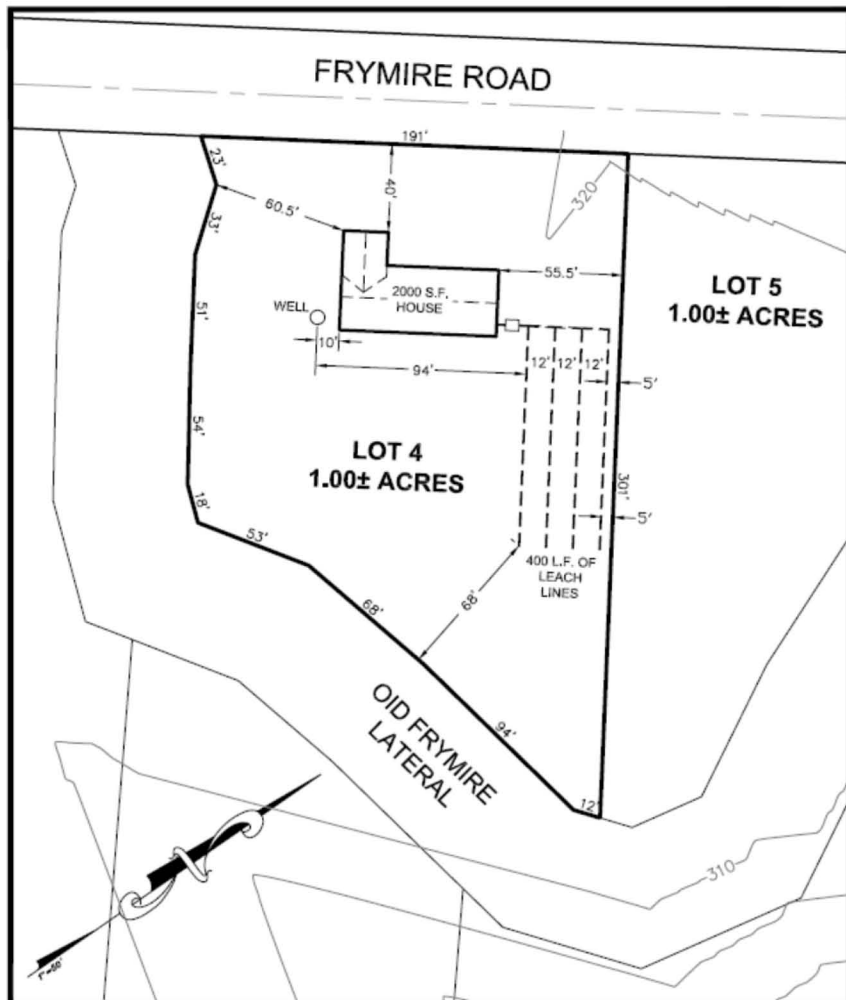 FRYMIRE ROAD
191'
23'
40'
320
60.5'
33'
55.5'
LOT 5
1.00± ACRES
2000 S.F.
HOUSE
WELL
51'
10'
12'
12'
12'
94'
5'
54'
LOT 4
1.00± ACRES
301'
18'
5'
53'
400 L.F. OF
LEACH
LINES
68'
68'
OID FRYMIRE
LATERAL
94'
12'
310
N
1"=50'